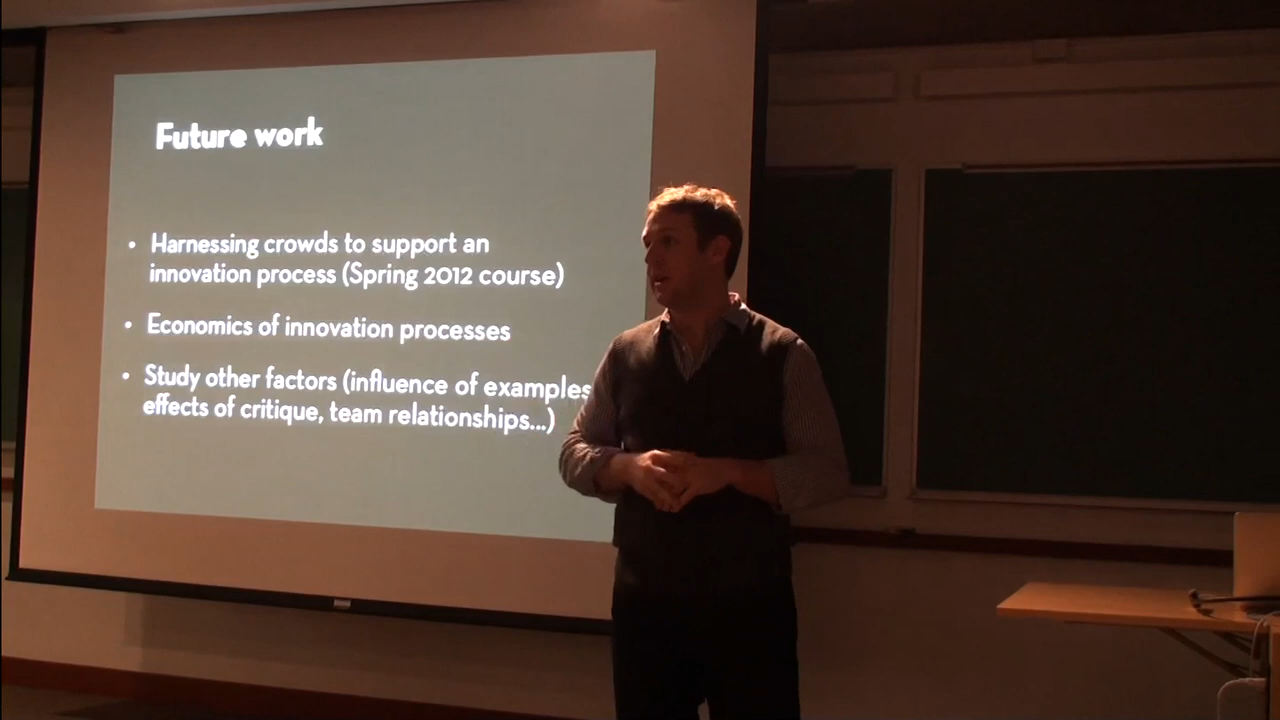 Future work
• Harnessing crowds to support an
innovation process (Spring 2012 course)
• Economics of innovation processes
• Study other factors (influence of examples
effects of critique, team relationships...)